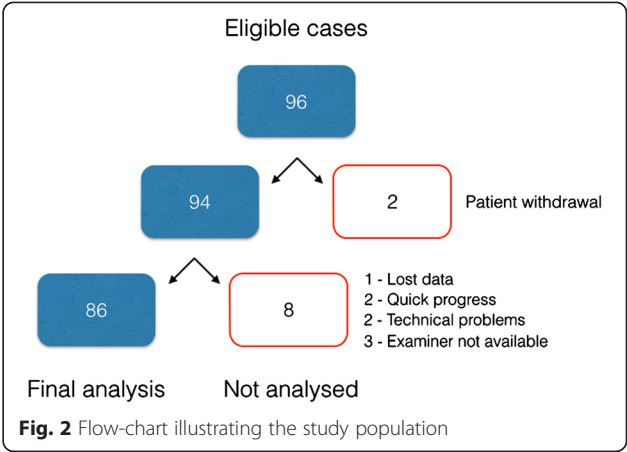 Eligible cases
96
94
2
Patient withdrawal
86
8
1 - Lost data
2 - Quick progress
2 - Technical problems
3 - Examiner not available
Final analysis
Not analysed
Fig. 2 Flow-chart illustrating the study population